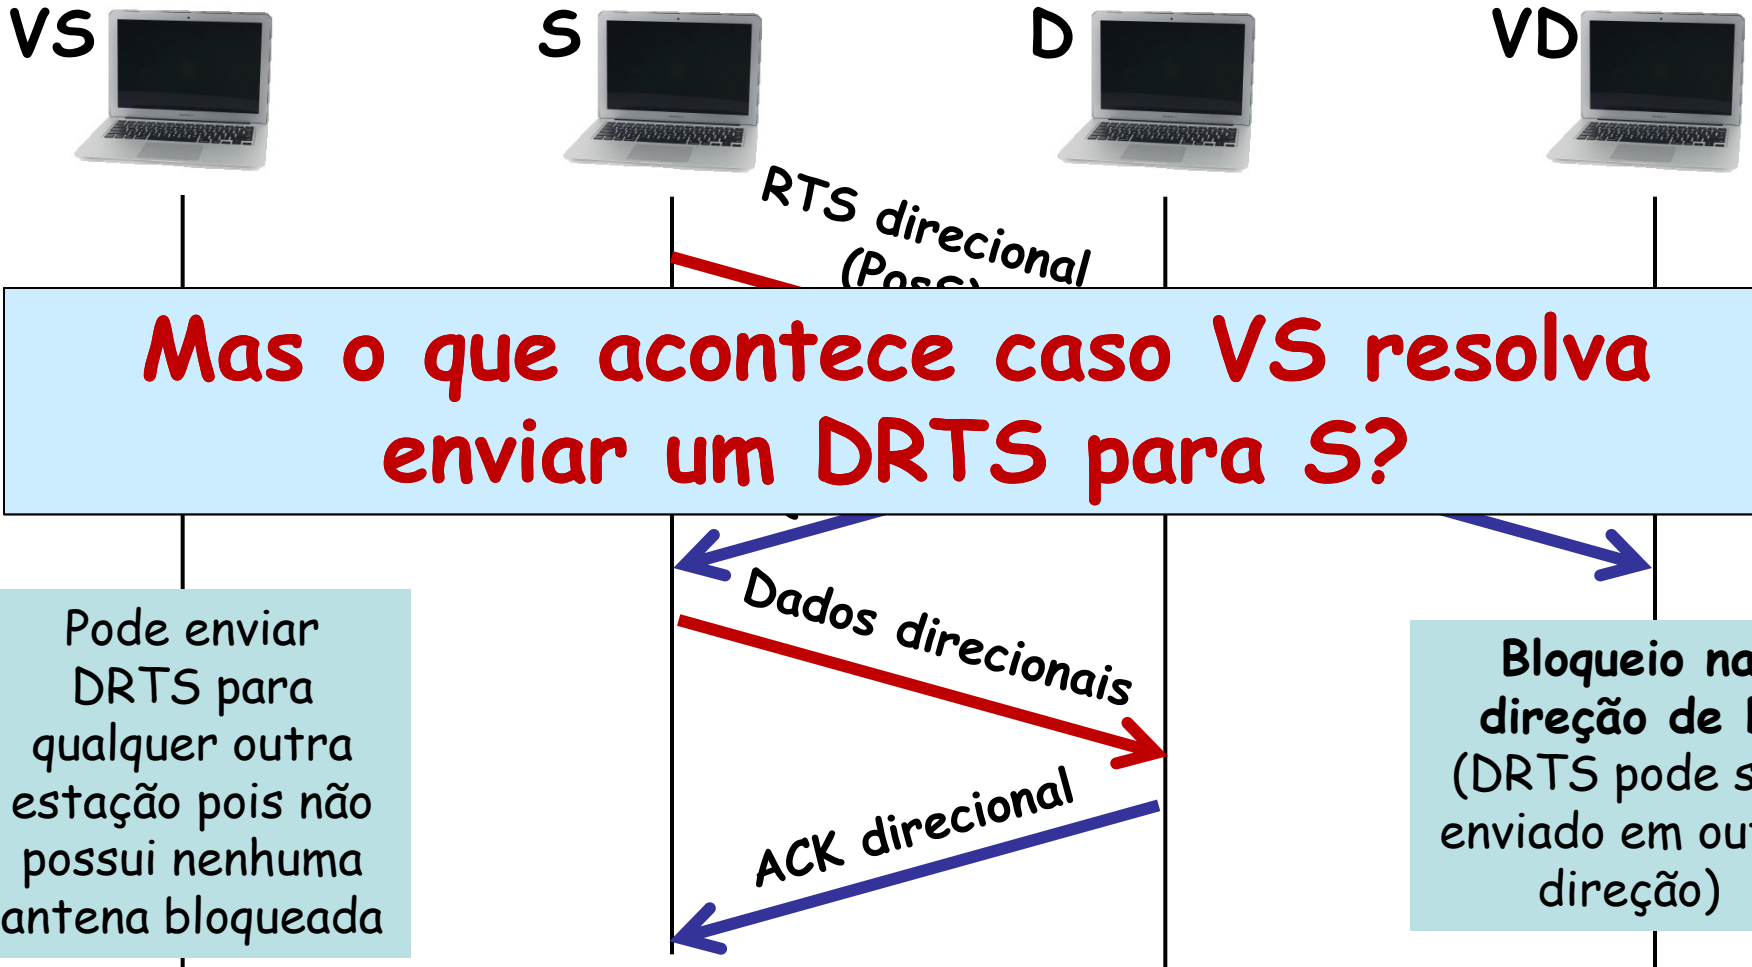 VS
S
D
VD
RTS direcional
Mas o que acontece caso VS resolva
enviar um DRTS para S?
Dados direcionais
Pode enviar
DRTS para
qualquer outra
estação pois não
possui nenhuma
antena bloqueada
Bloqueio na
direção de
(DRTS pode
enviado em
direção)
ACK direcional